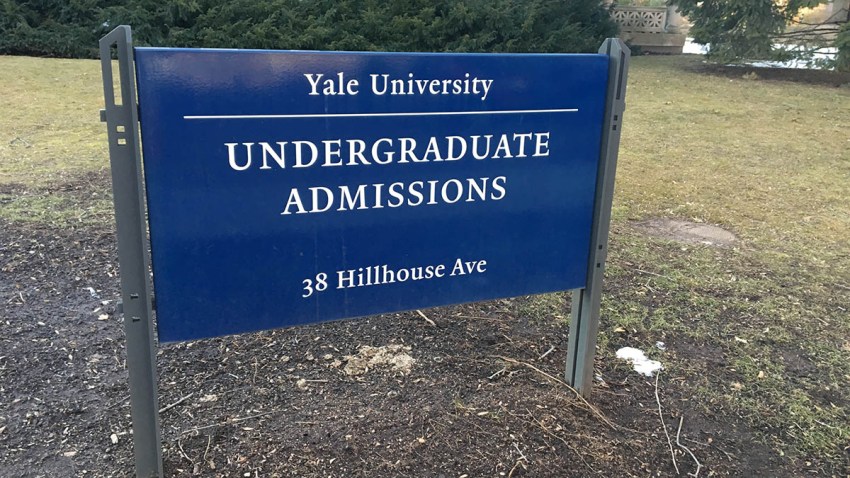 Yale University
UNDERGRADUATE
ADMISSIONS
38 Hillhouse Ave